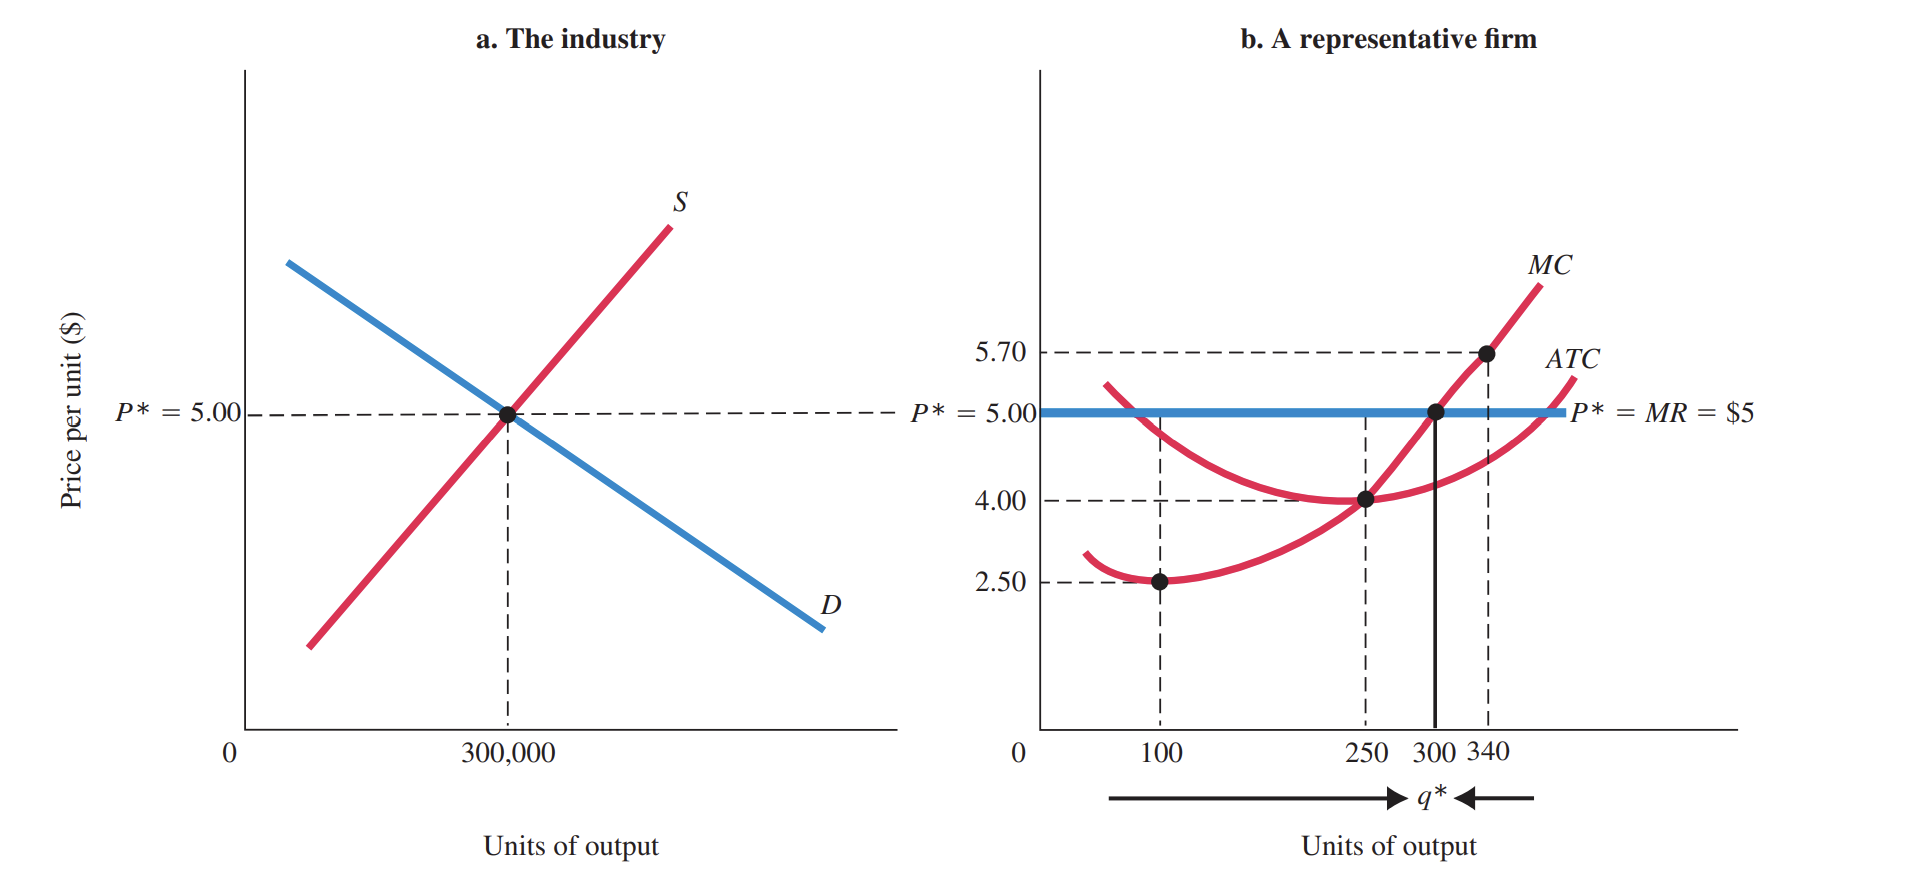 a. The industry
Price per unit ($)
S
P* = 5.00
D
0
300,000
Units of output
b. A representative firm
MC
5.70
ATC
P* = 5.00
P* = MR = $5
4.00
2.50
0
100
250
300
340
q*
Units of output